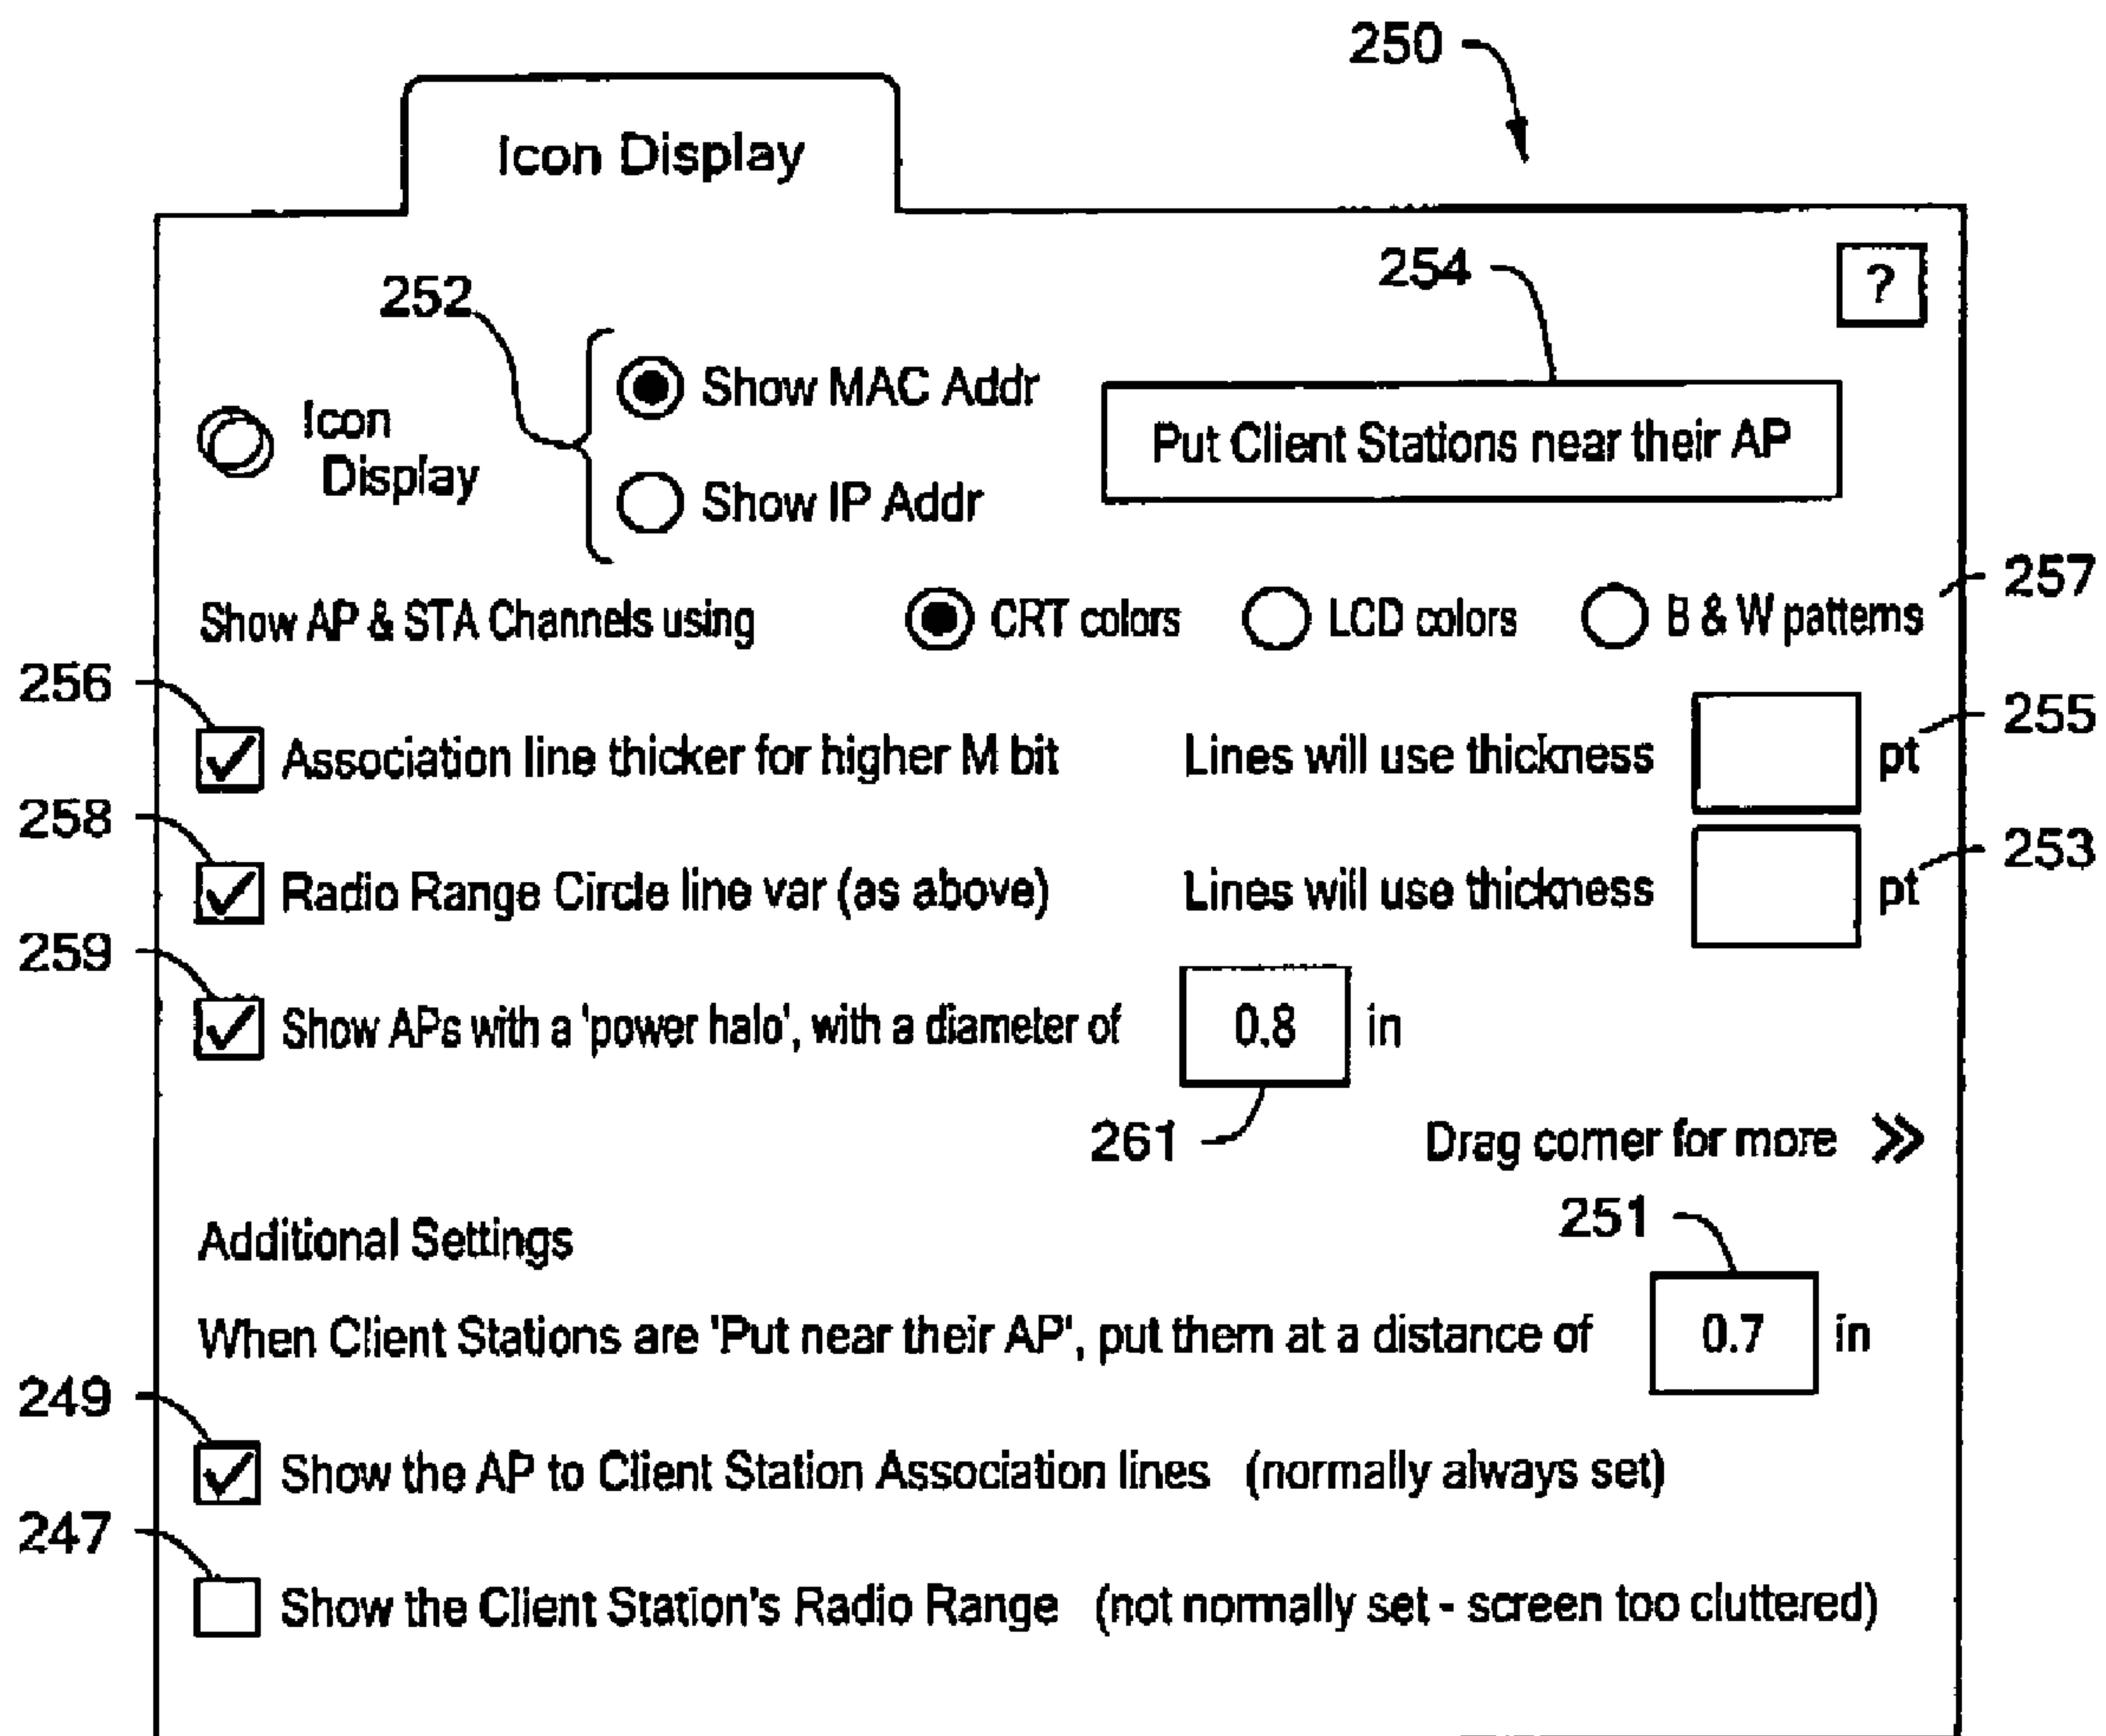 250
Icon Display
254
?
252
Show MAC Addr
Icon
Display
Put Client Stations near their AP
Show IP Addr
257
Show AP & STA Channels using CRT colors LCD colors B & W patterns
256
255
Association line thicker for higher M bit Lines will use thickness pt
258
253
Radio Range Circle line var (as above) Lines will use thickness pt
259
Show APs with a 'power halo', with a diameter of 0.8 in
261
Drag corner for more >>
251
Additional Settings
When Client Stations are 'Put near their AP', put them at a distance of 0.7 in
249
Show the AP to Client Station Association lines (normally always set)
247
Show the Client Station's Radio Range (not normally set - screen too cluttered)